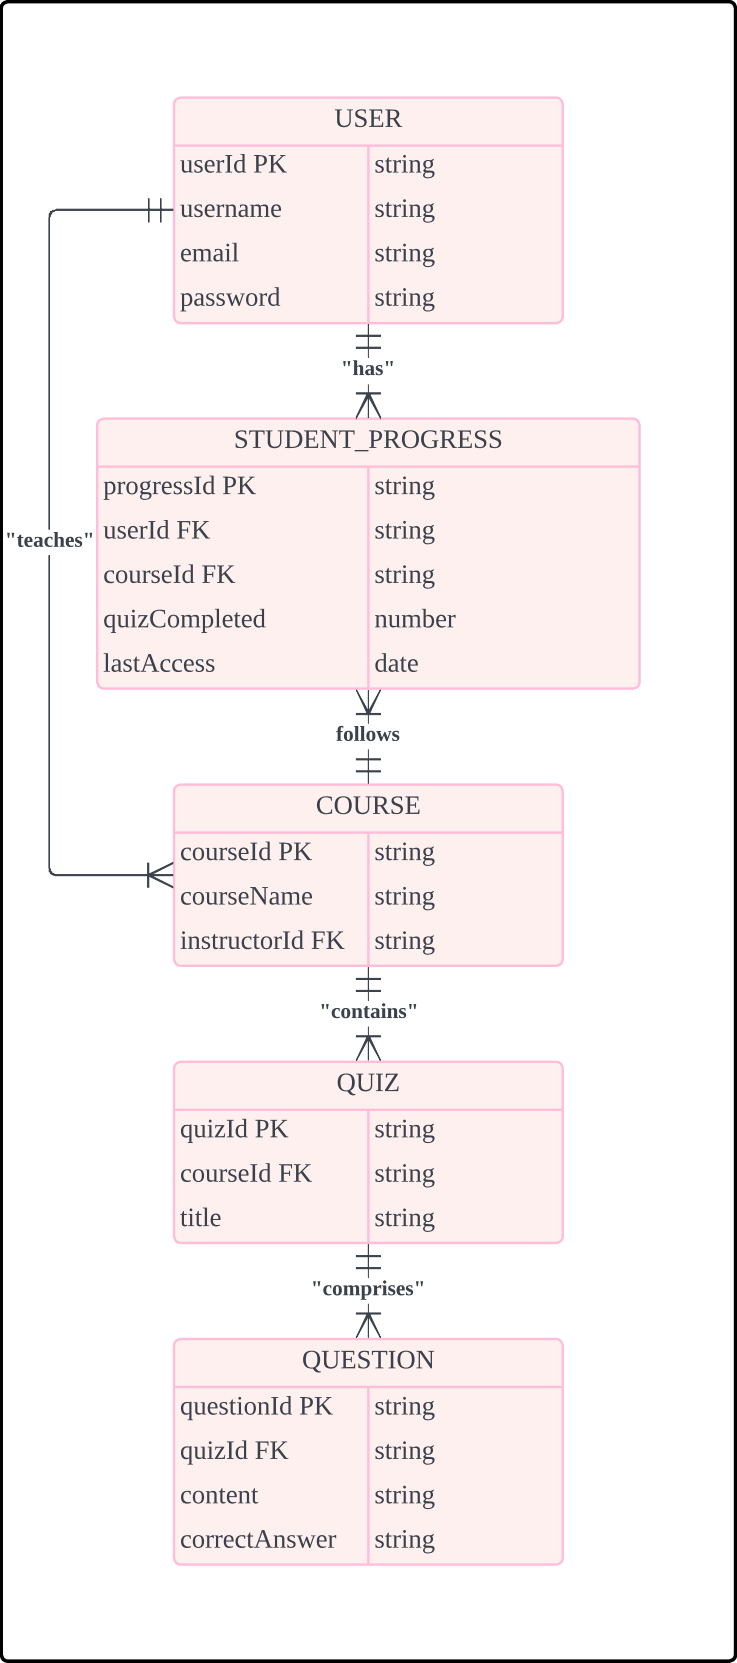 USER
userId PK string
username string
email string
password string
"has"
STUDENT_PROGRESS
progressId PK string
userId FK string
"teaches"
courseId FK string
quizCompleted number
lastAccess date
follows
COURSE
courseId PK string
courseName string
instructorId FK string
"contains"
QUIZ
quizId PK string
courseId FK string
title string
"comprises"
QUESTION
questionId PK string
quizId FK string
content string
correctAnswer string